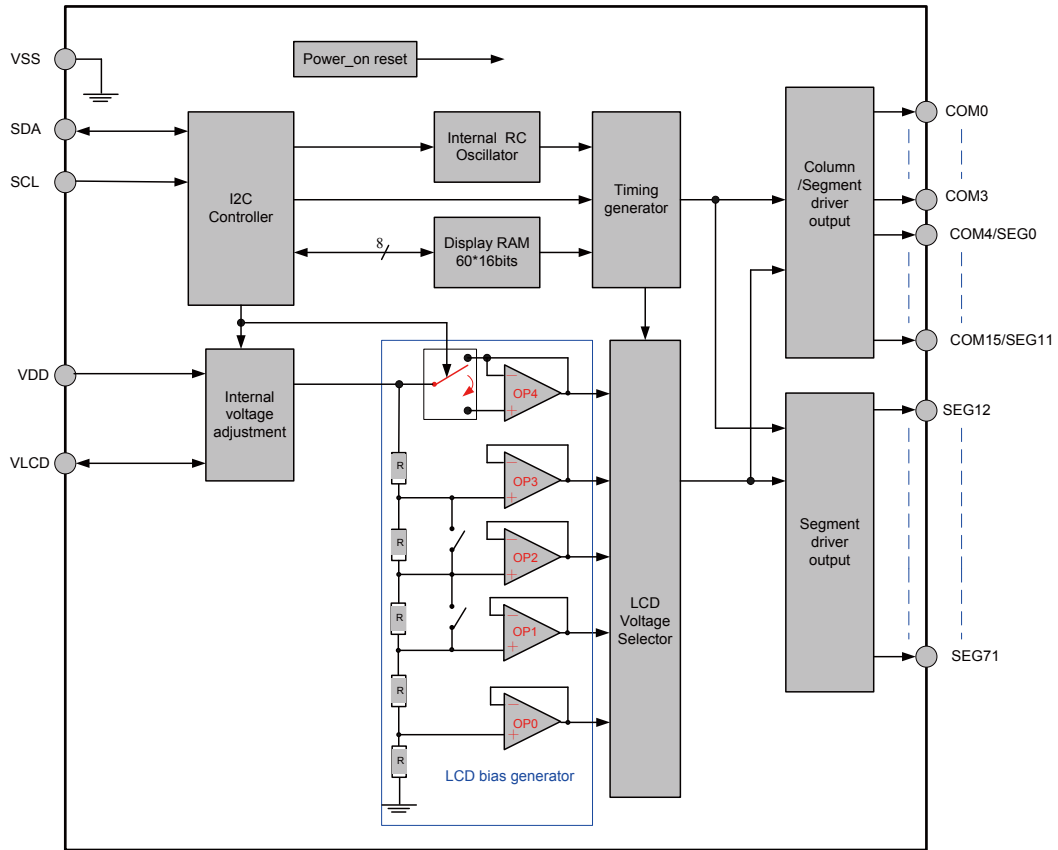 VSS
Power_on reset
SDA
SCL
I2C
Controller
Internal RC
Oscillator
8
Display RAM
60*16bits
Timing
generator
Column
/Segment
driver
output
COM0
COM3
COM4/SEG0
COM15/SEG11
VDD
VLCD
Internal
voltage
adjustment
R
R
R
R
R
OP4
OP3
OP2
OP1
OP0
LCD bias generator
LCD
Voltage
Selector
Segment
driver
output
SEG12
SEG71